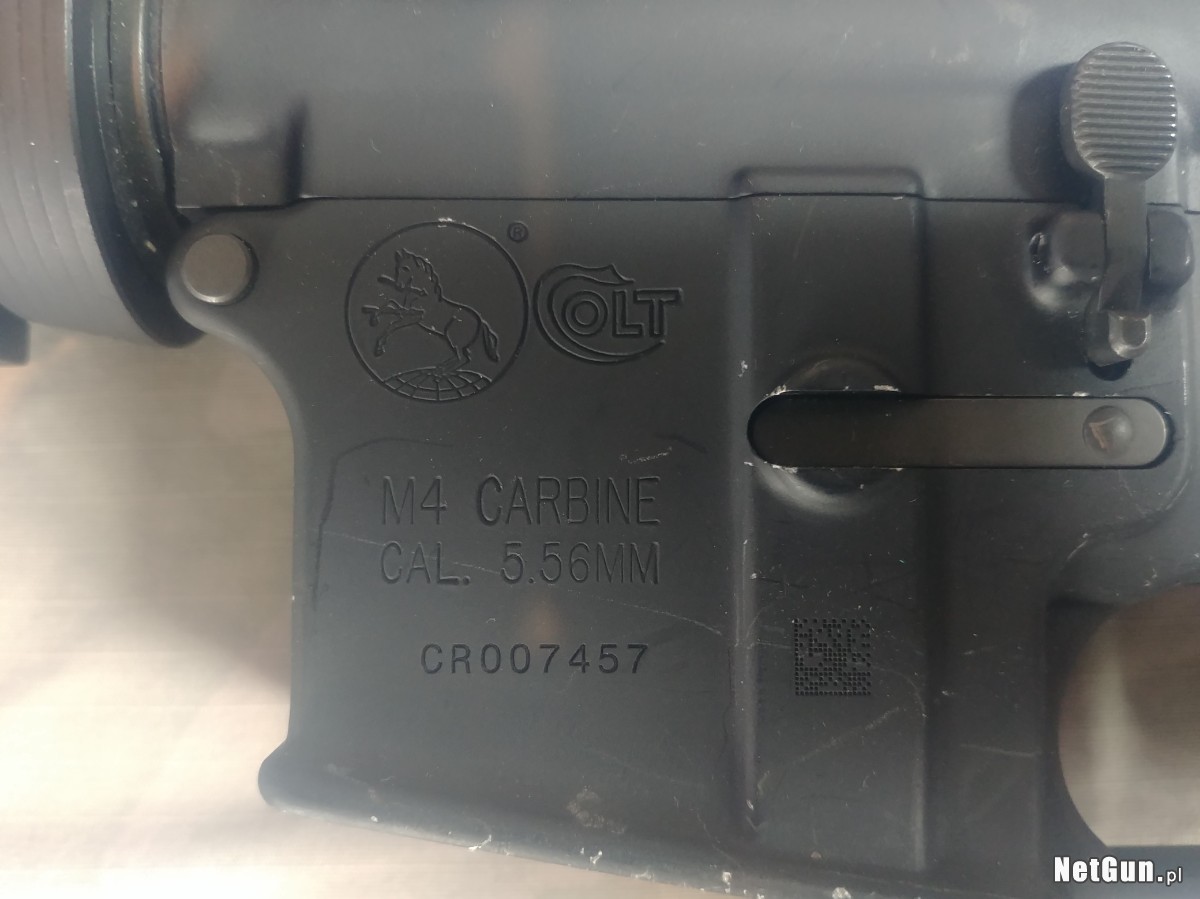 ®
COLT
M4 CARBINE
CAL. 5.56MM
CR007457
NetGun.pl